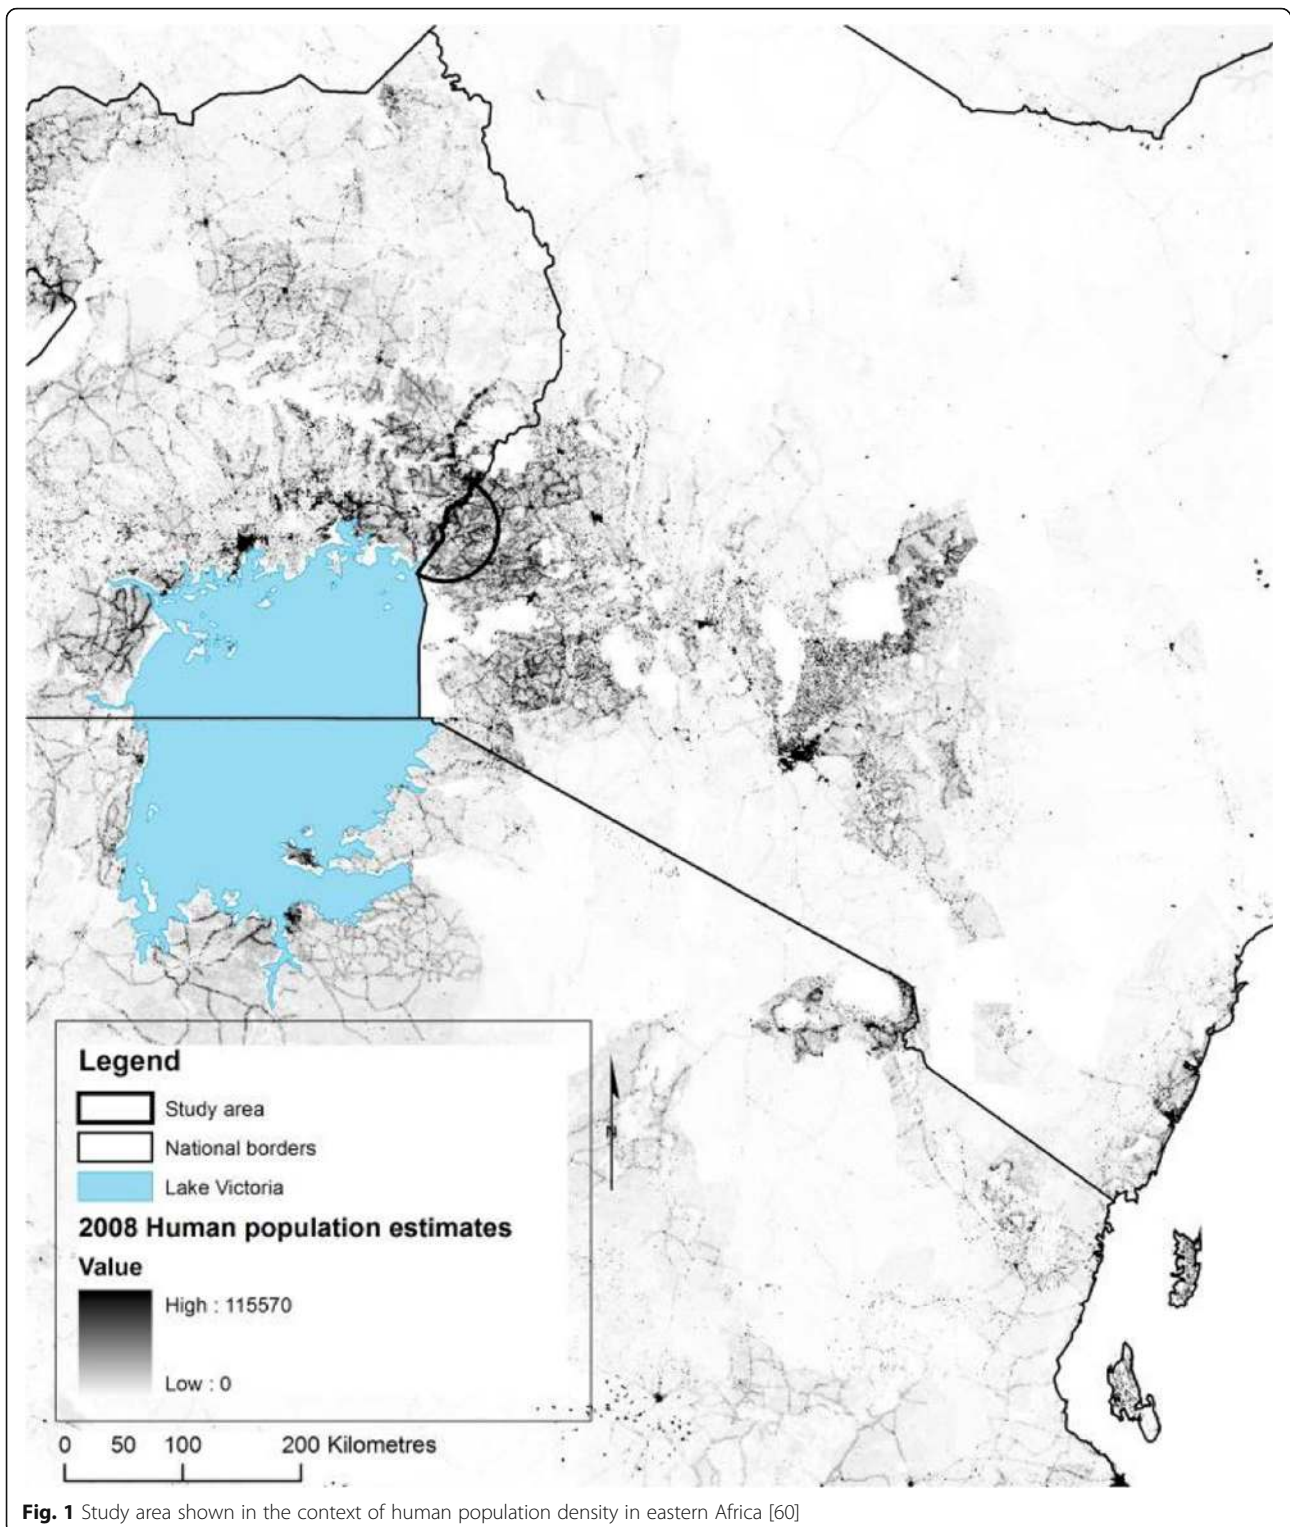 N
Legend
Study area
National borders
Lake Victoria
2008 Human population estimates
Value
High : 115570
Low : 0
0 50 100 200 Kilometres
Fig. 1 Study area shown in the context of human population density in eastern Africa [60]